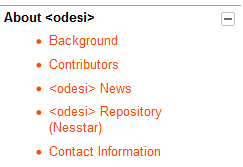 About <odesi>
Background
Contributors
<odesi> News
<odesi> Repository
(Nesstar)
Contact Information